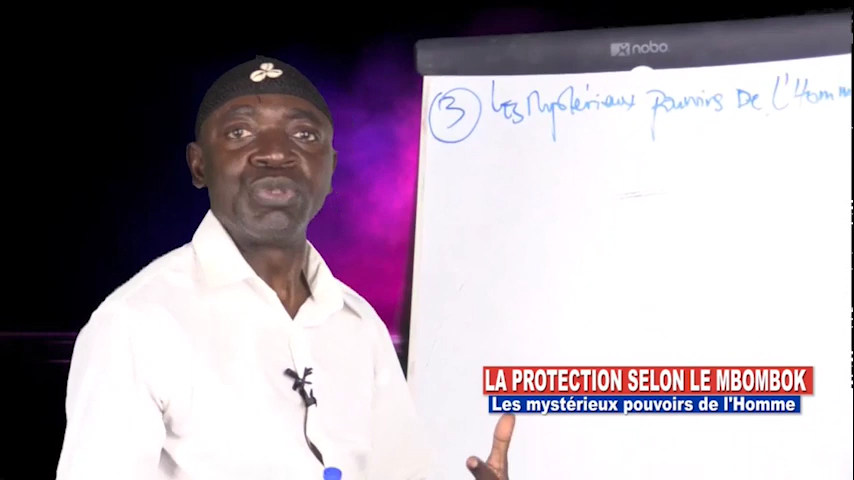 nobo
3 Les mystérieux pouvoirs De l'Homm
LA PROTECTION SELON LE MBOMBOK
Les mystérieux pouvoirs de l'Homme